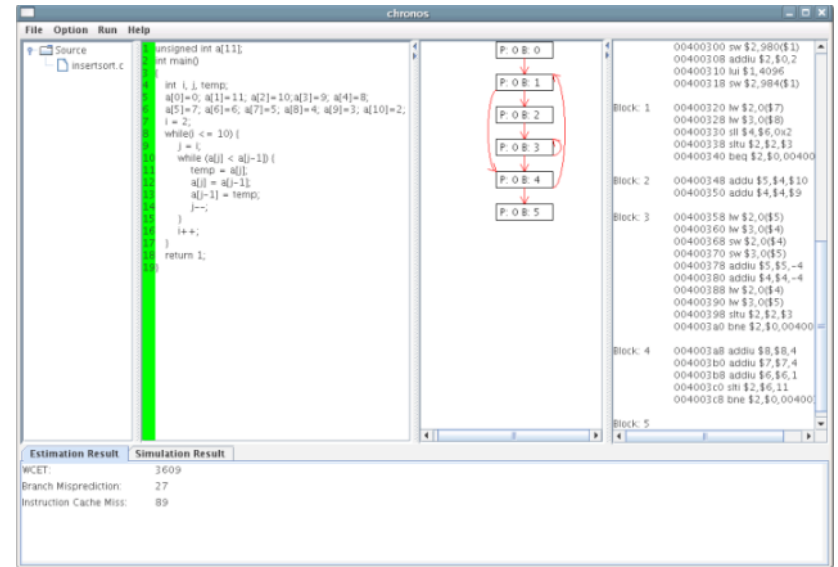 chronos
File Option Run Help
Source
insertsort.c
1 unsigned int a[11];
2 int main()
3 {
4 int i, j, temp;
5 a[0]=0; a[1]=11; a[2]=10;a[3]=9; a[4]=8;
6 a[5]=7; a[6]=6; a[7]=5; a[8]=4; a[9]=3; a[10]=2;
7 i = 2;
8 while(i <= 10) {
9 j = i;
10 while (a[j] < a[j-1]) {
11 temp = a[j];
12 a[j] = a[j-1];
13 a[j-1] = temp;
14 j--;
15 }
16 i++;
17 }
18 return 1;
19 }
P: 0 B: 0
P: 0 B: 1
P: 0 B: 2
P: 0 B: 3
P: 0 B: 4
P: 0 B: 5
00400300 sw $2,980($1)
00400308 addiu $2,$0,2
00400310 lui $1,4096
00400318 sw $2,984($1)
Block: 1 00400320 lw $2,0($7)
00400328 lw $3,0($8)
00400330 sll $4,$6,0x2
00400338 sltu $2,$2,$3
00400340 beq $2,$0,00400
Block: 2 00400348 addu $5,$4,$10
00400350 addu $4,$4,$9
Block: 3 00400358 lw $2,0($5)
00400360 lw $3,0($4)
00400368 sw $2,0($4)
00400370 sw $3,0($5)
00400378 addiu $5,$5,-4
00400380 addiu $4,$4,-4
00400388 lw $2,0($4)
00400390 lw $3,0($5)
00400398 sltu $2,$2,$3
004003a0 bne $2,$0,00400
Block: 4 004003a8 addiu $8,$8,4
004003b0 addiu $7,$7,4
004003b8 addiu $6,$6,1
004003c0 slti $2,$6,11
004003c8 bne $2,$0,00400
Block: 5
Estimation Result Simulation Result
WCET: 3609
Branch Misprediction: 27
Instruction Cache Miss: 89